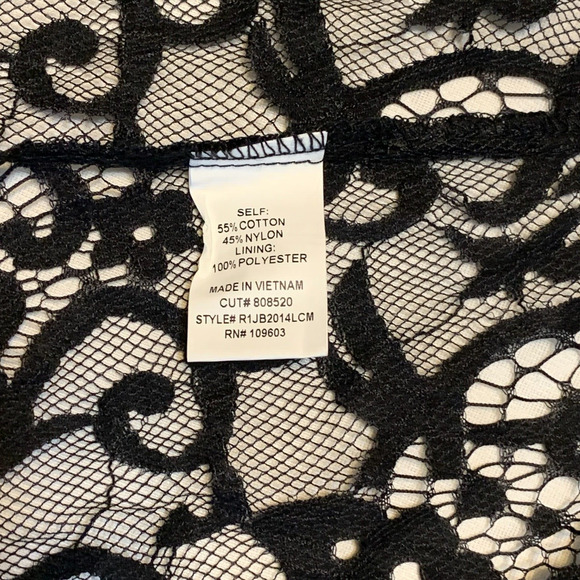 SELF:
55% COTTON
45% NYLON
LINING:
100% POLYESTER
MADE IN VIETNAM
CUT# 808520
STYLE# R1JB2014LCM
RN# 109603